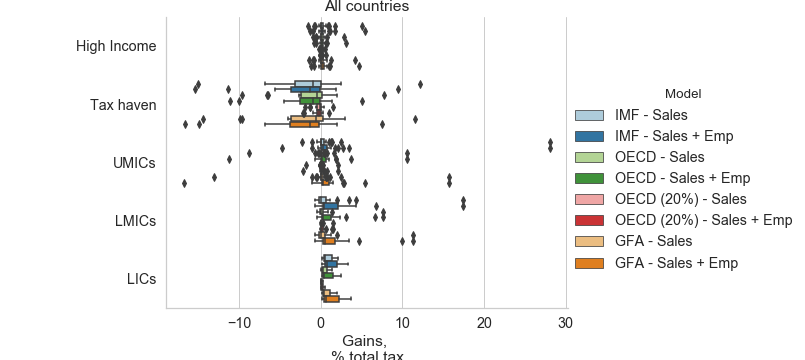 All countries
High Income
Tax haven
UMICs
LMICs
LICs
−10 0 10 20 30
Gains,
% total tax
Model
IMF - Sales
IMF - Sales + Emp
OECD - Sales
OECD - Sales + Emp
OECD (20%) - Sales
OECD (20%) - Sales + Emp
GFA - Sales
GFA - Sales + Emp